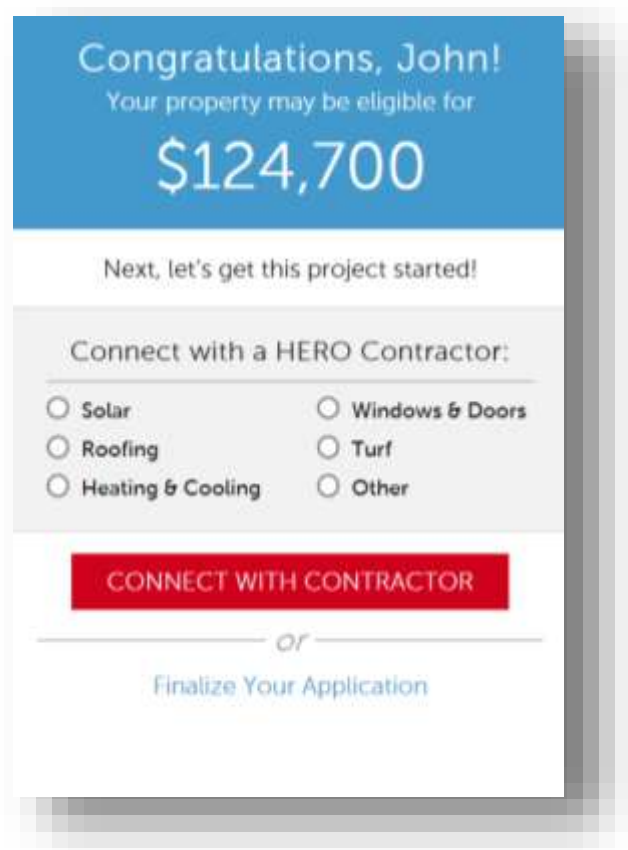 Congratulations, John!
Your property may be eligible for
$124,700
Next, let's get this project started!
Connect with a HERO Contractor:
Solar
Windows & Doors
Roofing
Turf
Heating & Cooling
Other
CONNECT WITH CONTRACTOR
or
Finalize Your Application